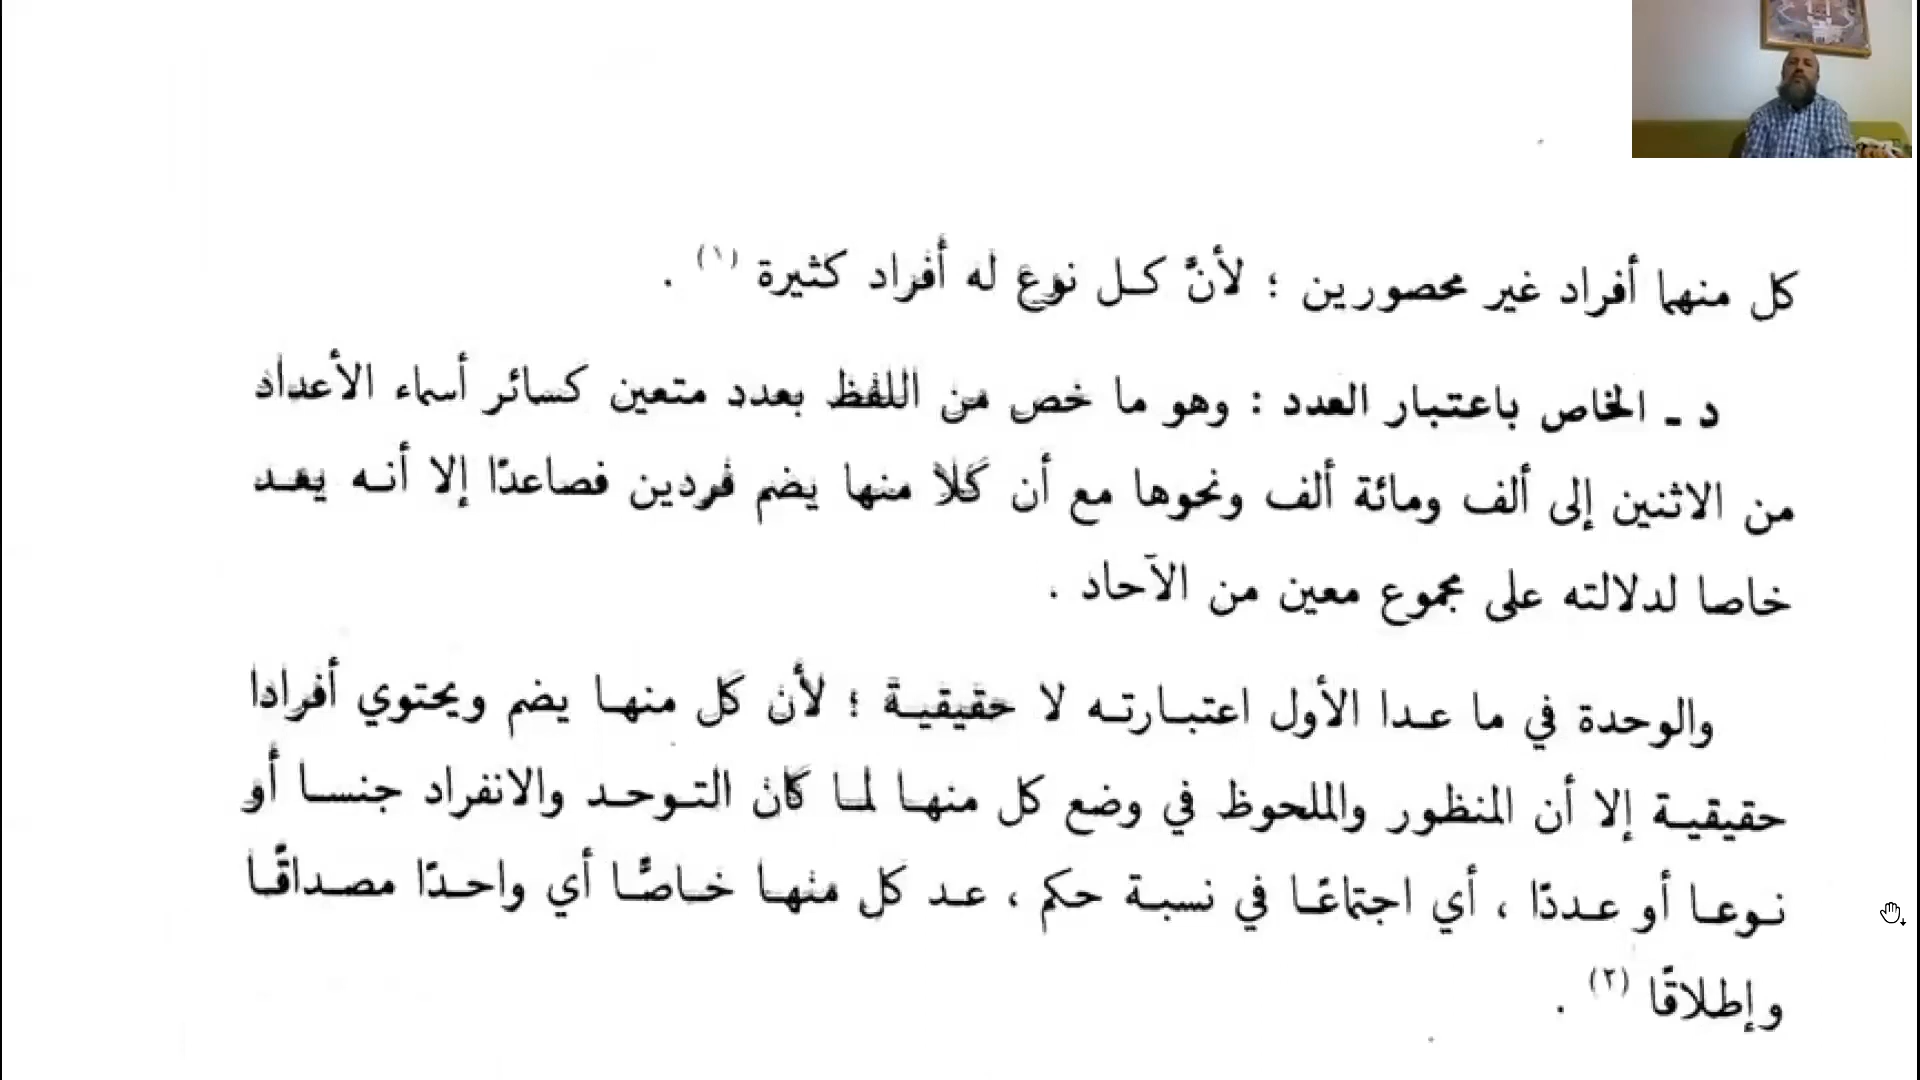 كل منهما أفراد غير محصورين ؛ لأنَّ كل نوع له أفراد كثيرة (١) .
د ـ الخاص باعتبار العدد : وهو ما خص من اللفظ بعدد متعين كسائر أسماء الأعداد
من الاثنين إلى ألف ومائة ألف ونحوها مع أن كلا منها يضم فردين فصاعدًا إلا أنه يعد
خاصا لدلالته على مجموع معين من الآحاد .
والوحدة في ما عدا الأول اعتبارته لا حقيقية ؛ لأن كل منها يضم ويحتوي أفرادا
حقيقية إلا أن المنظور والملحوظ في وضع كل منها لما كان التوحد والانفراد جنسا أو
نوعا أو عددًا ، أي اجتماعًا في نسبة حكم ، عد كل منها خاصًّا أي واحدًا مصداقًا
وإطلاقًا (٢) .